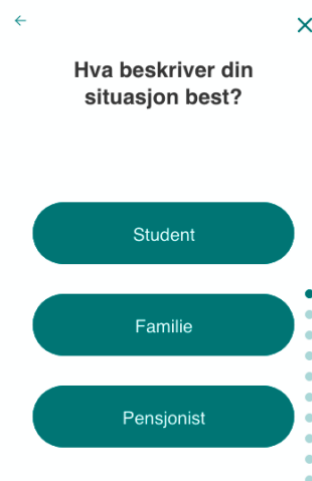 Hva beskriver din
situasjon best?
Student
Familie
Pensjonist